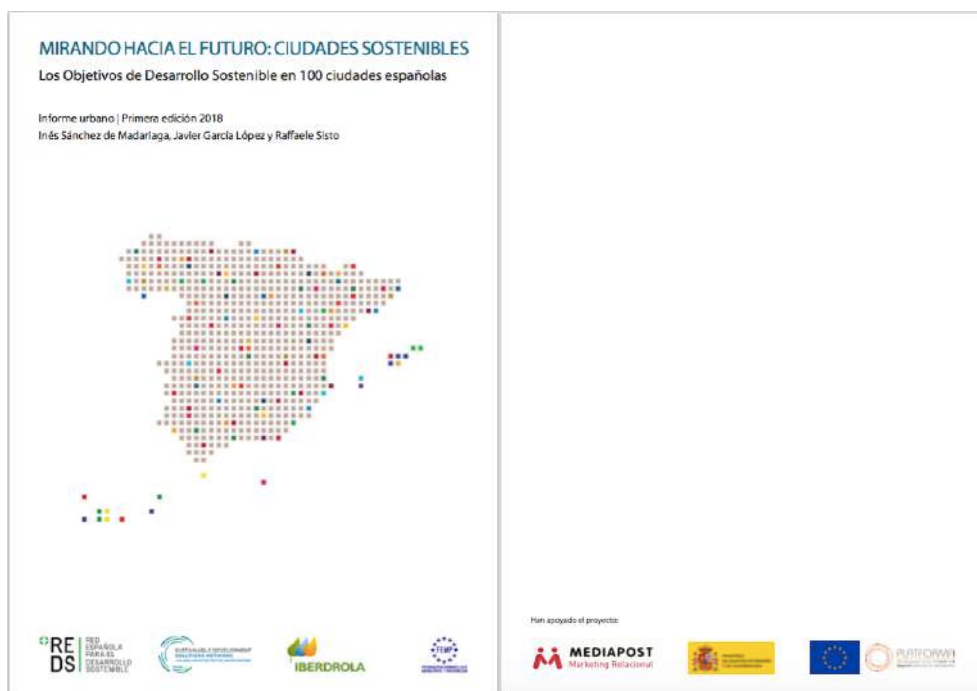 MIRANDO HACIA EL FUTURO: CIUDADES SOSTENIBLES
Los Objetivos de Desarrollo Sostenible en 100 ciudades españolas
Informe urbano | Primera edición 2018
Inés Sánchez de Madariaga, Javier García López y Raffaele Sisto
RE
DS
RED
ESPAÑOLA
PARA EL
DESARROLLO
SOSTENIBLE
SUSTAINABLE DEVELOPMENT
SOLUTIONS NETWORK
IBERDROLA
FEMP
Han apoyado el proyecto:
MEDIAPOST
Marketing Relacional
PLATFORMA